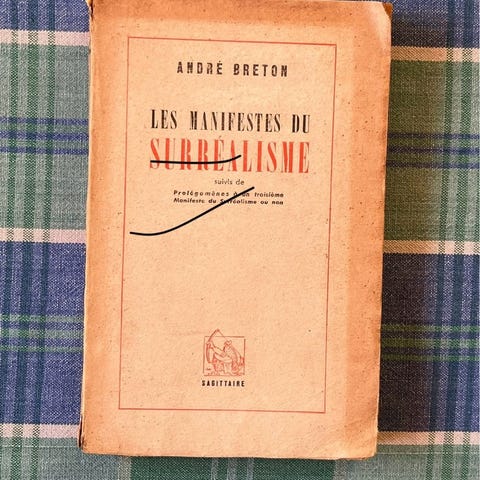 ANDRÉ BRETON
LES MANIFESTES DU
SURRÉALISME
suivis de
Prolégomènes à un troisième
Manifeste du Surréalisme ou non
SAGITTAIRE